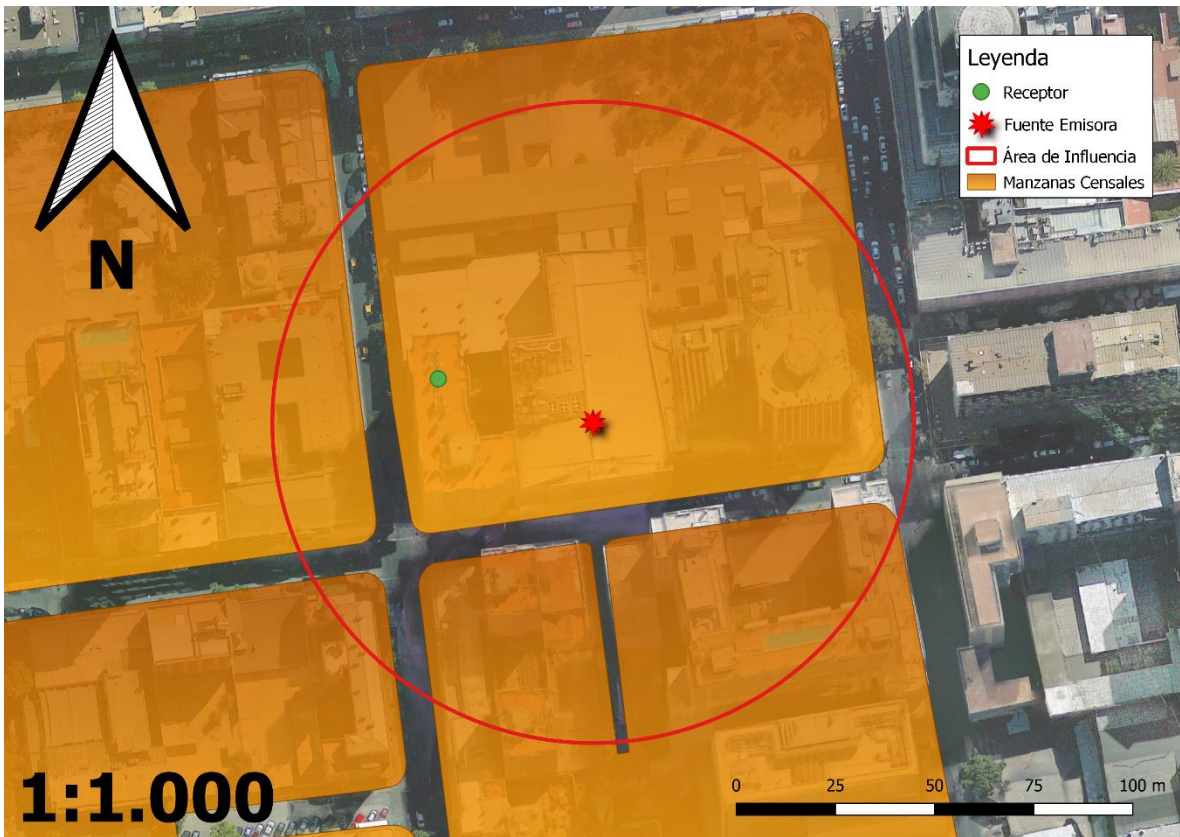 Leyenda
Receptor
Fuente Emisora
Área de Influencia
Manzanas Censales
N
1:1.000
0 25 50 75 100 m